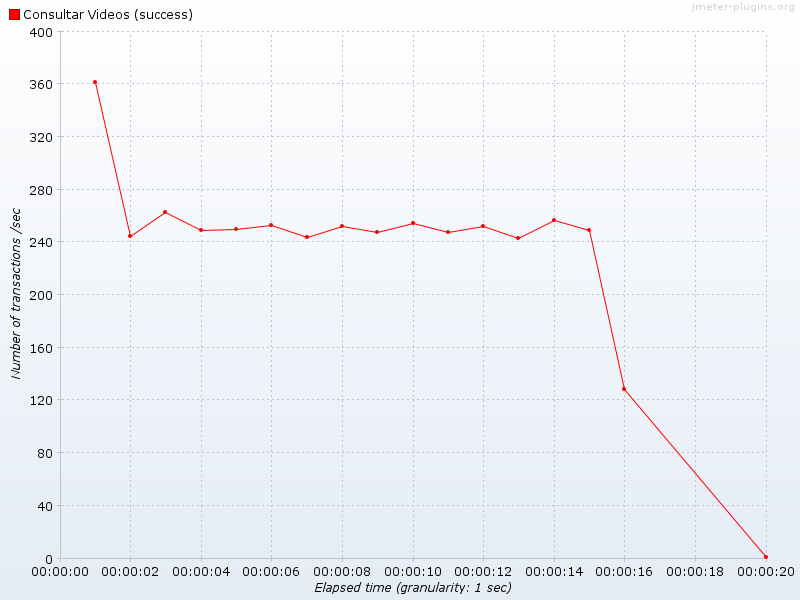 jmeter-plugins.org
Consultar Videos (success)
400
360
320
280
240
200
160
120
80
40
0
Number of transactions /sec
00:00:00 00:00:02 00:00:04 00:00:06 00:00:08 00:00:10 00:00:12 00:00:14 00:00:16 00:00:18 00:00:20
Elapsed time (granularity: 1 sec)